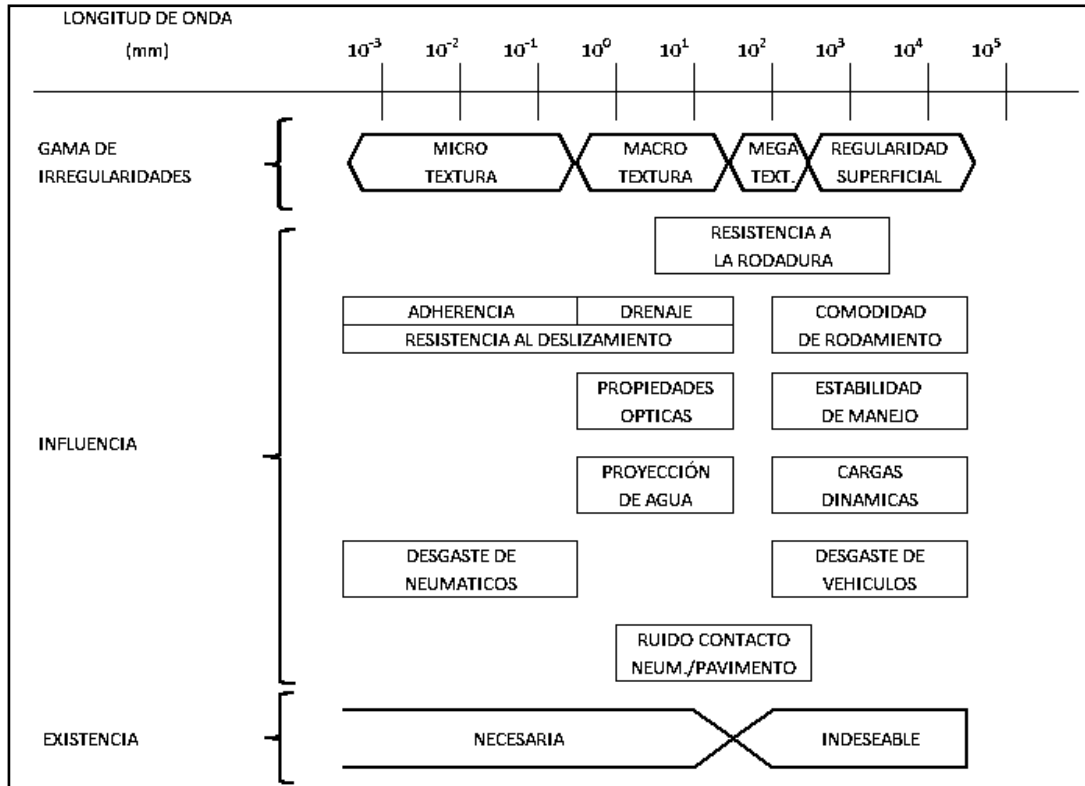 LONGITUD DE ONDA
(mm)
10⁻³ 10⁻² 10⁻¹ 10⁰ 10¹ 10² 10³ 10⁴ 10⁵
GAMA DE
IRREGULARIDADES
MICRO
TEXTURA
MACRO
TEXTURA
MEGA
TEXT.
REGULARIDAD
SUPERFICIAL
INFLUENCIA
RESISTENCIA A
LA RODADURA
ADHERENCIA
DRENAJE
RESISTENCIA AL DESLIZAMIENTO
COMODIDAD
DE RODAMIENTO
PROPIEDADES
OPTICAS
ESTABILIDAD
DE MANEJO
PROYECCIÓN
DE AGUA
CARGAS
DINAMICAS
DESGASTE DE
NEUMATICOS
DESGASTE DE
VEHICULOS
RUIDO CONTACTO
NEUM./PAVIMENTO
EXISTENCIA
NECESARIA
INDESEABLE